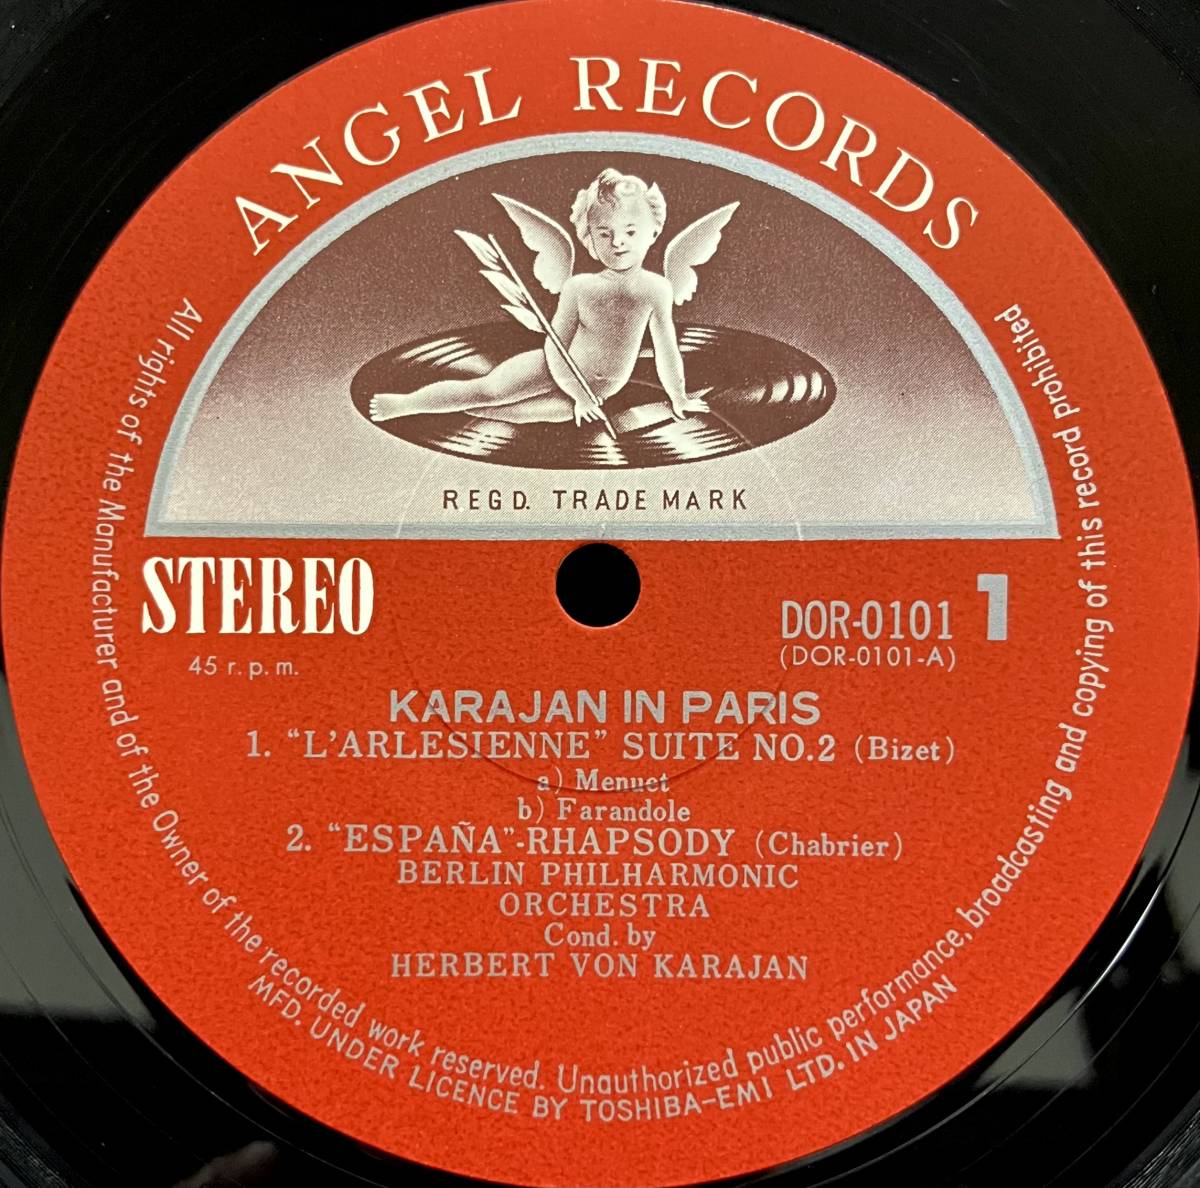 ANGEL RECORDS
REGD. TRADE MARK
STEREO
45 r.p.m.
DOR-0101 1
(DOR-0101-A)
KARAJAN IN PARIS
1. “L'ARLESIENNE” SUITE NO.2 (Bizet)
a) Menuet
b) Farandole
2. “ESPAÑA”-RHAPSODY (Chabrier)
BERLIN PHILHARMONIC
ORCHESTRA
Cond. by
HERBERT VON KARAJAN
All rights of the Manufacturer and of the Owner of the recorded work reserved. Unauthorized public performance, broadcasting and copying of this record prohibited
MFD. UNDER LICENCE BY TOSHIBA-EMI LTD. IN JAPAN